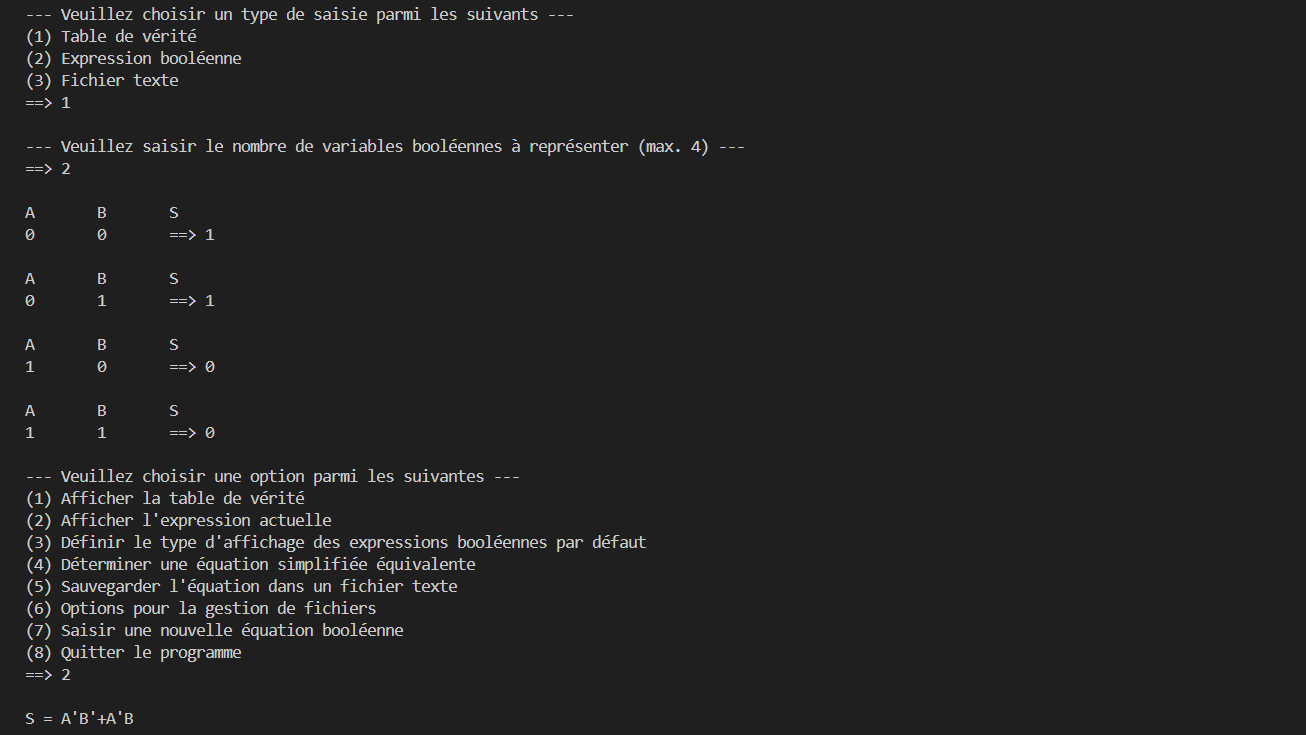 --- Veuillez choisir un type de saisie parmi les suivants ---
(1) Table de vérité
(2) Expression booléenne
(3) Fichier texte
==> 1
--- Veuillez saisir le nombre de variables booléennes à représenter (max. 4) ---
==> 2
A B S
0 0 ==> 1
A B S
0 1 ==> 1
A B S
1 0 ==> 0
A B S
1 1 ==> 0
--- Veuillez choisir une option parmi les suivantes ---
(1) Afficher la table de vérité
(2) Afficher l'expression actuelle
(3) Définir le type d'affichage des expressions booléennes par défaut
(4) Déterminer une équation simplifiée équivalente
(5) Sauvegarder l'équation dans un fichier texte
(6) Options pour la gestion de fichiers
(7) Saisir une nouvelle équation booléenne
(8) Quitter le programme
==> 2
S = A'B'+A'B